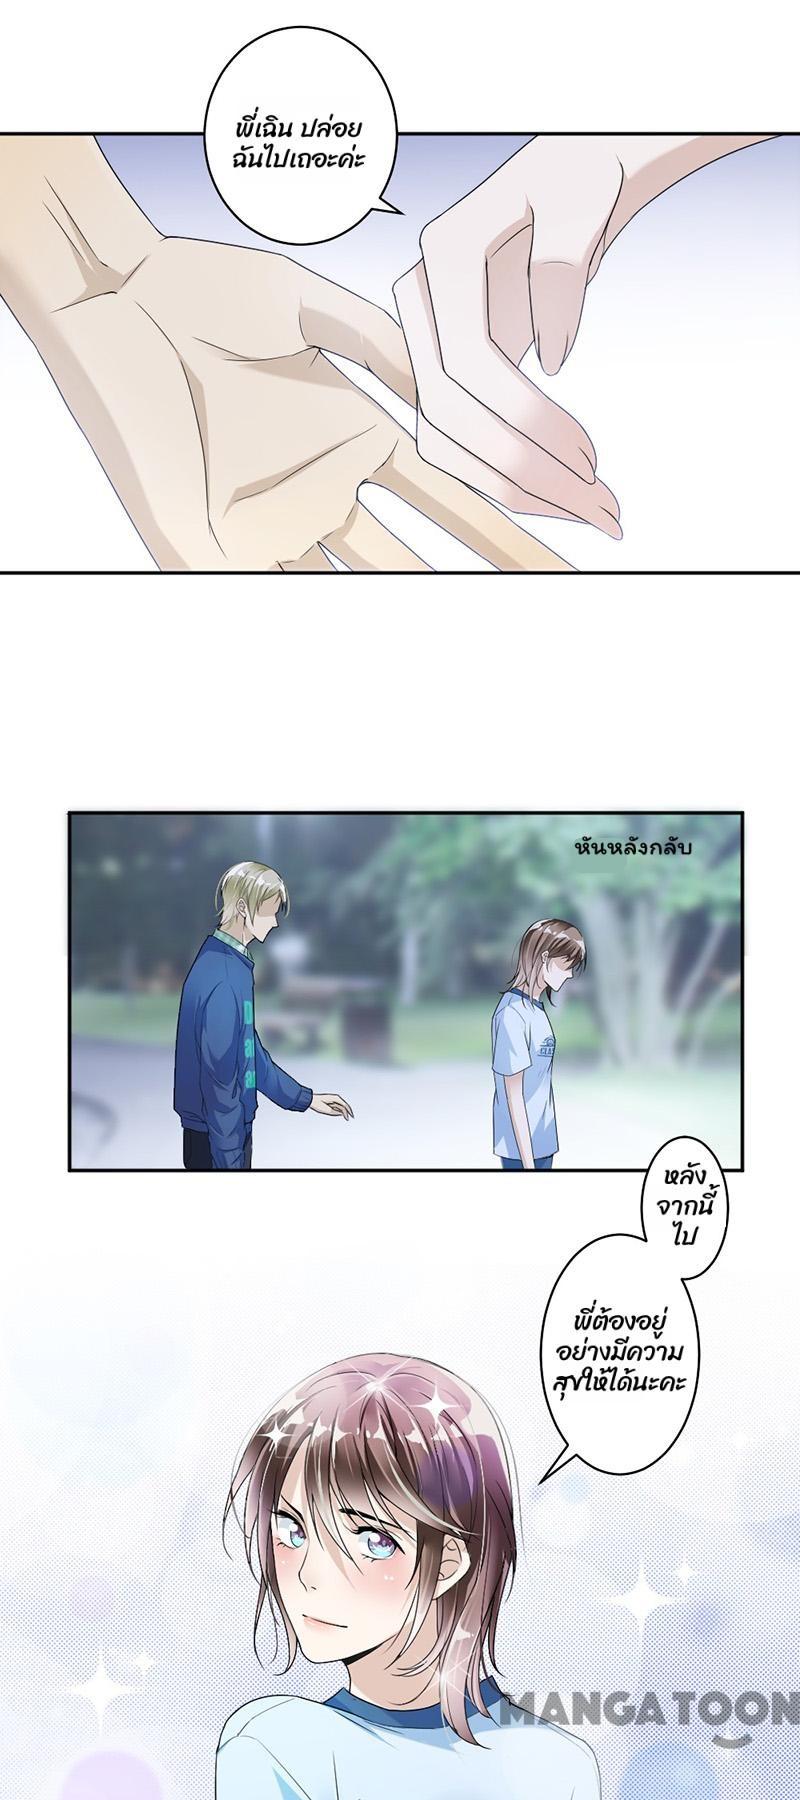 พี่เฉิน ปล่อย
ฉันไปเถอะค่ะ
หันหลังกลับ
หลัง
จากนี้
ไป
พี่ต้องอยู่
อย่างมีความ
สุขให้ได้นะคะ
MANGATOON